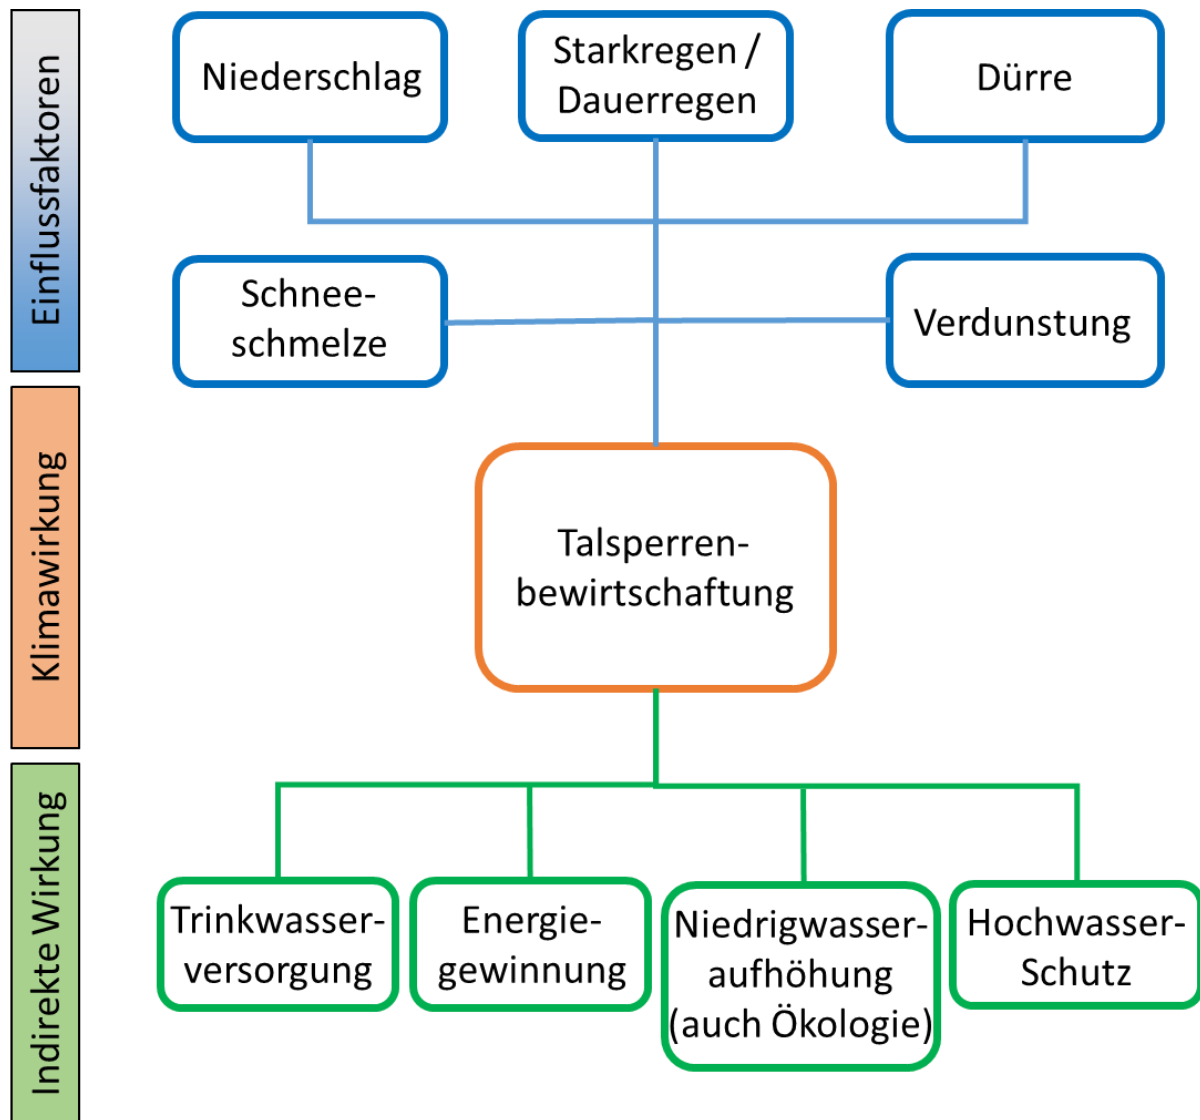 Einflussfaktoren
Niederschlag
Starkregen /
Dauerregen
Dürre
Schnee-
schmelze
Verdunstung
Klimawirkung
Talsperren-
bewirtschaftung
Indirekte Wirkung
Trinkwasser-
versorgung
Energie-
gewinnung
Niedrigwasser-
aufhöhung
(auch Ökologie)
Hochwasser-
Schutz